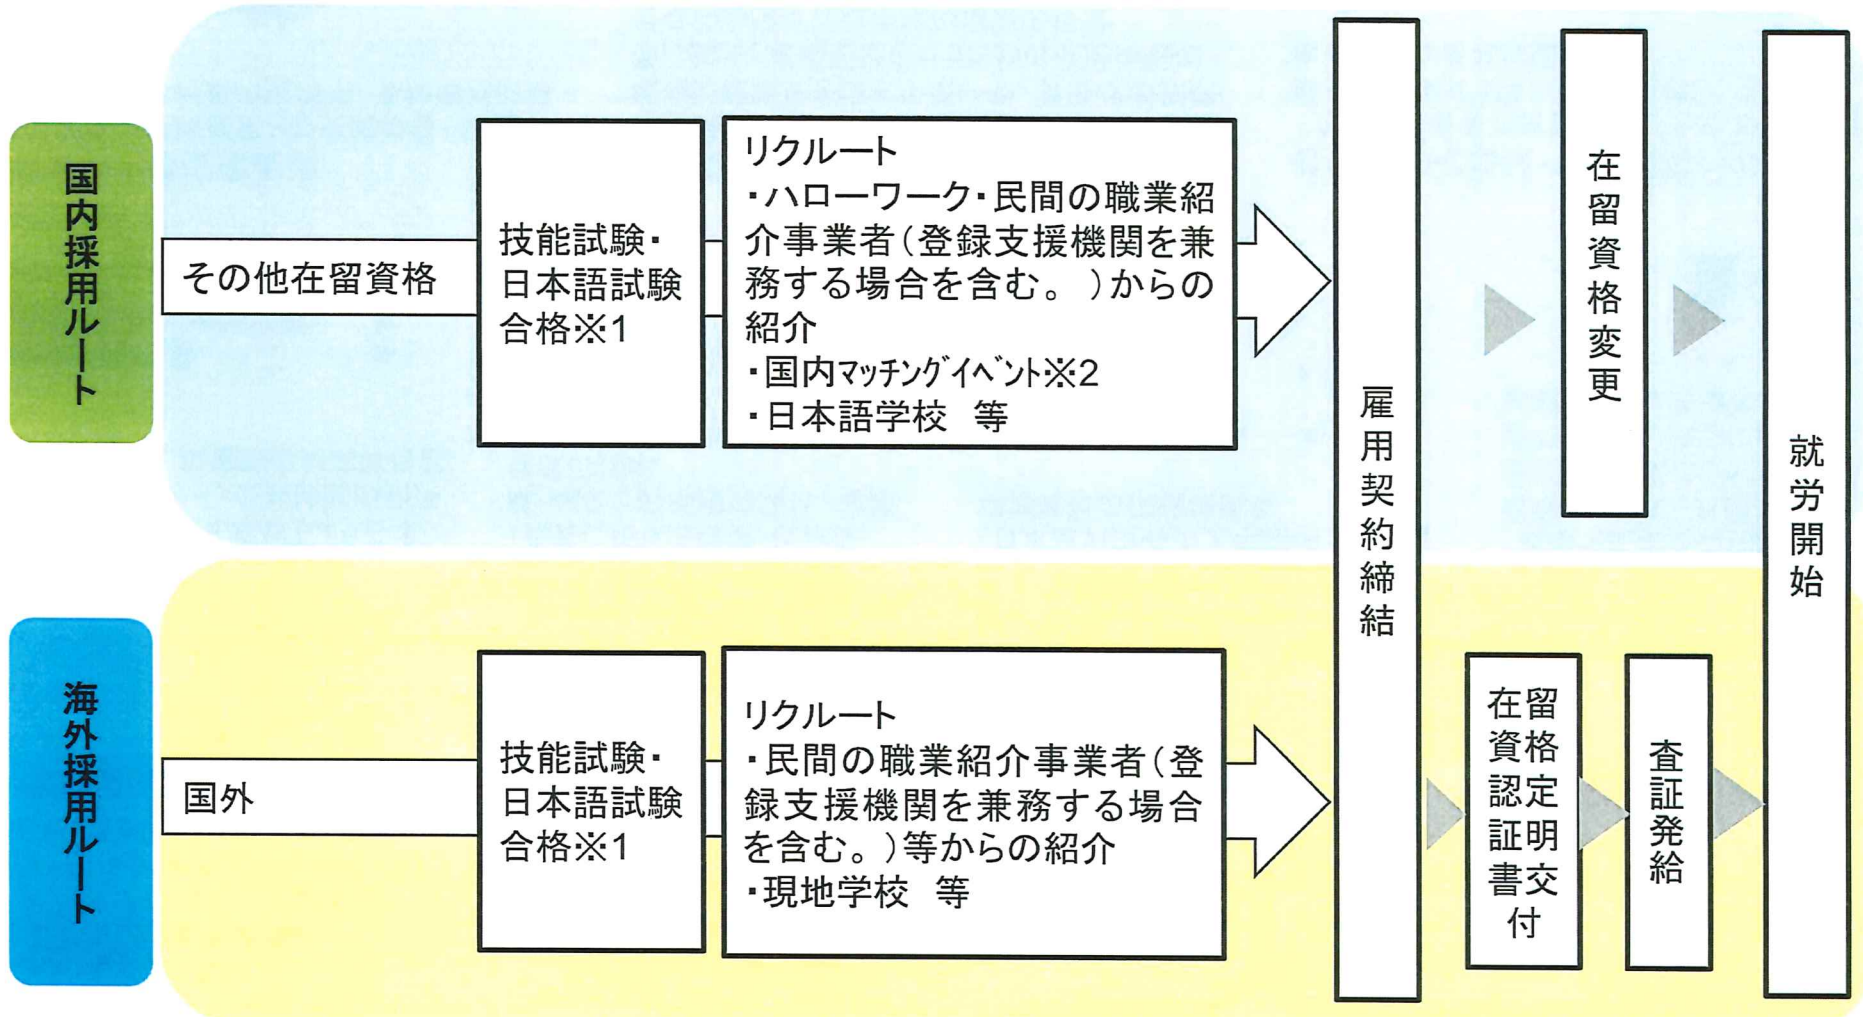 国内採用ルート
その他在留資格
技能試験・
日本語試験
合格※1
リクルート
・ハローワーク・民間の職業紹
介事業者（登録支援機関を兼
務する場合を含む。 ）からの
紹介
・国内マッチングイベント※2
・日本語学校 等
雇用契約締結
在留資格変更
就労開始
海外採用ルート
国外
技能試験・
日本語試験
合格※1
リクルート
・民間の職業紹介事業者（登
録支援機関を兼務する場合
を含む。）等からの紹介
・現地学校 等
在留
資格
認定
証明
書交
付
査証発給